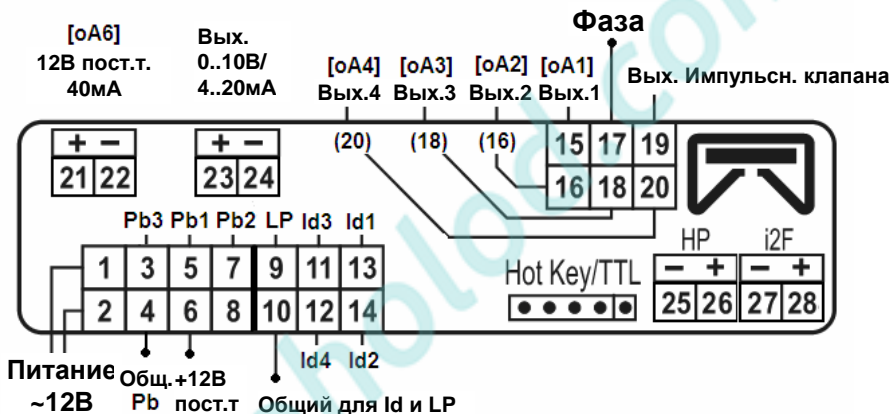 Фаза
[oA6] Вых.
12В пост.т. 0..10В/
40мА 4..20мА
[oA4] [oA3] [oA2] [oA1]
Вых.4 Вых.3 Вых.2 Вых.1 Вых. Импульсн. клапана
+ − + − (20) (18) (16) 15 17 19
21 22 23 24 16 18 20
Pb3 Pb1 Pb2 LP Id3 Id1 HP i2F
1 3 5 7 9 11 13 Hot Key/TTL − + − +
2 4 6 8 10 12 14 25 26 27 28
Id4 Id2
Питание Общ. +12В
~12В Pb пост.т Общий для Id и LP
holod.com